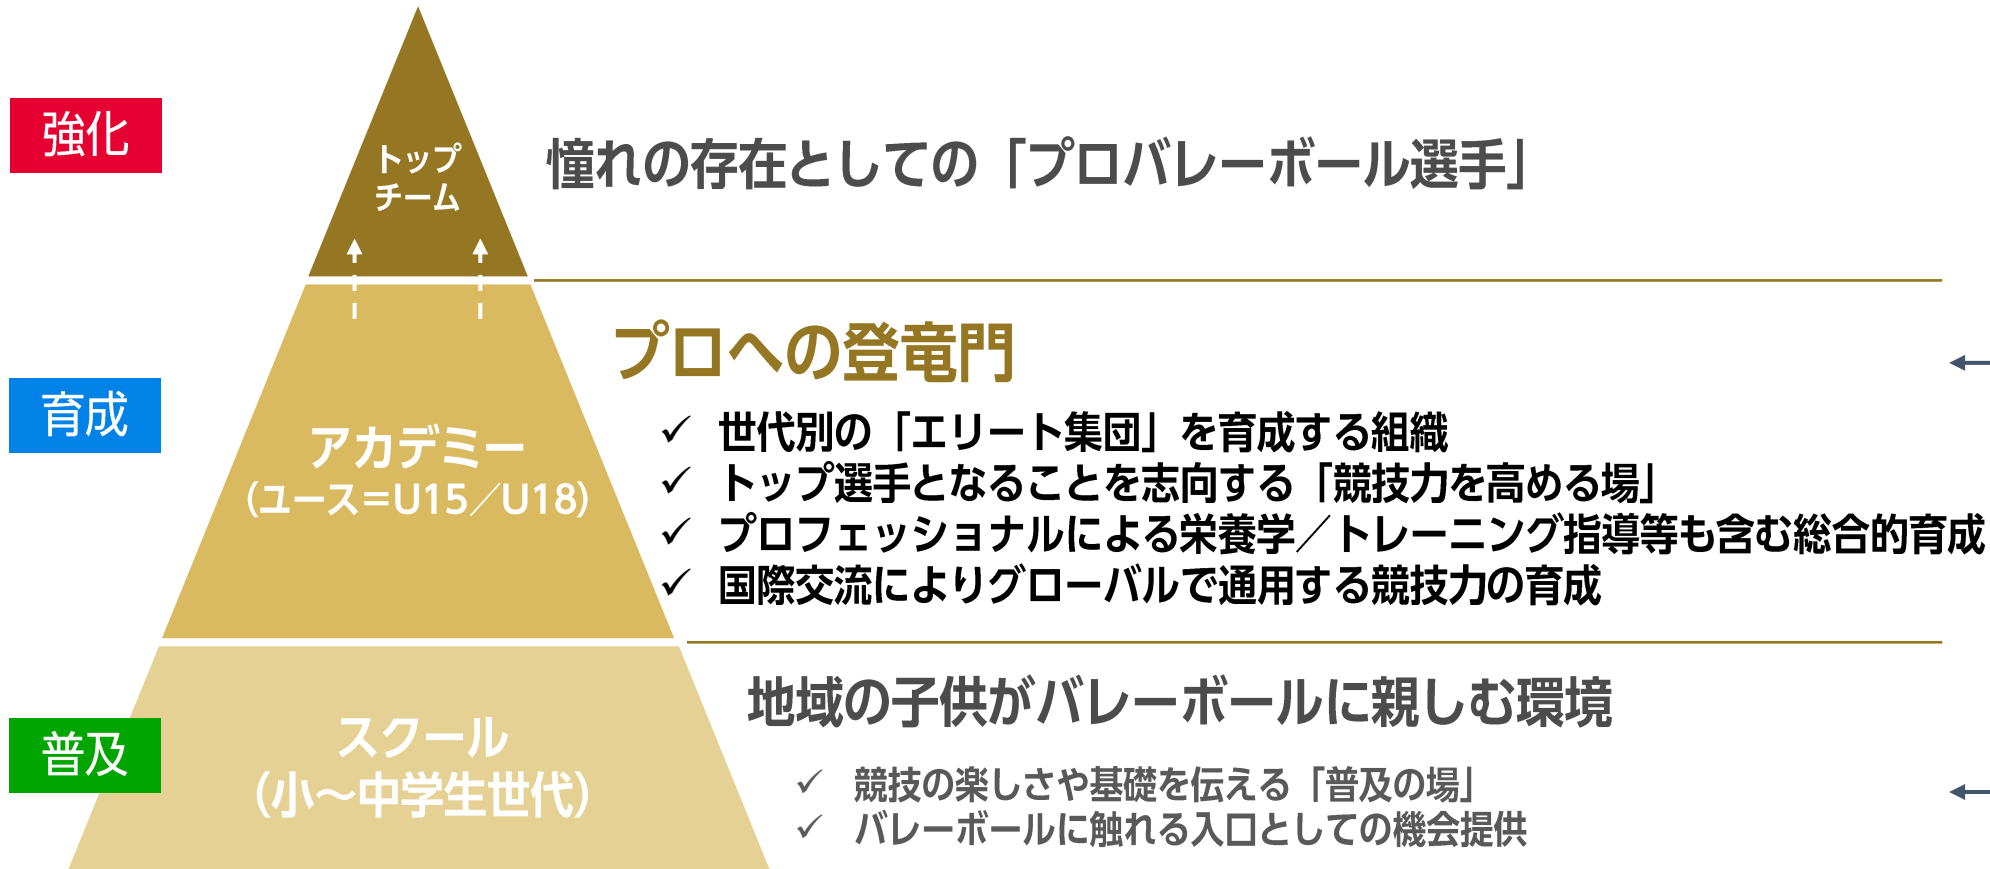 強化
トップ
チーム
憧れの存在としての「プロバレーボール選手」
育成
アカデミー
(ユース＝U15／U18)
プロへの登竜門
✓ 世代別の「エリート集団」を育成する組織
✓ トップ選手となることを志向する「競技力を高める場」
✓ プロフェッショナルによる栄養学／トレーニング指導等も含む総合的育成
✓ 国際交流によりグローバルで通用する競技力の育成
普及
スクール
(小～中学生世代)
地域の子供がバレーボールに親しむ環境
✓ 競技の楽しさや基礎を伝える「普及の場」
✓ バレーボールに触れる入口としての機会提供